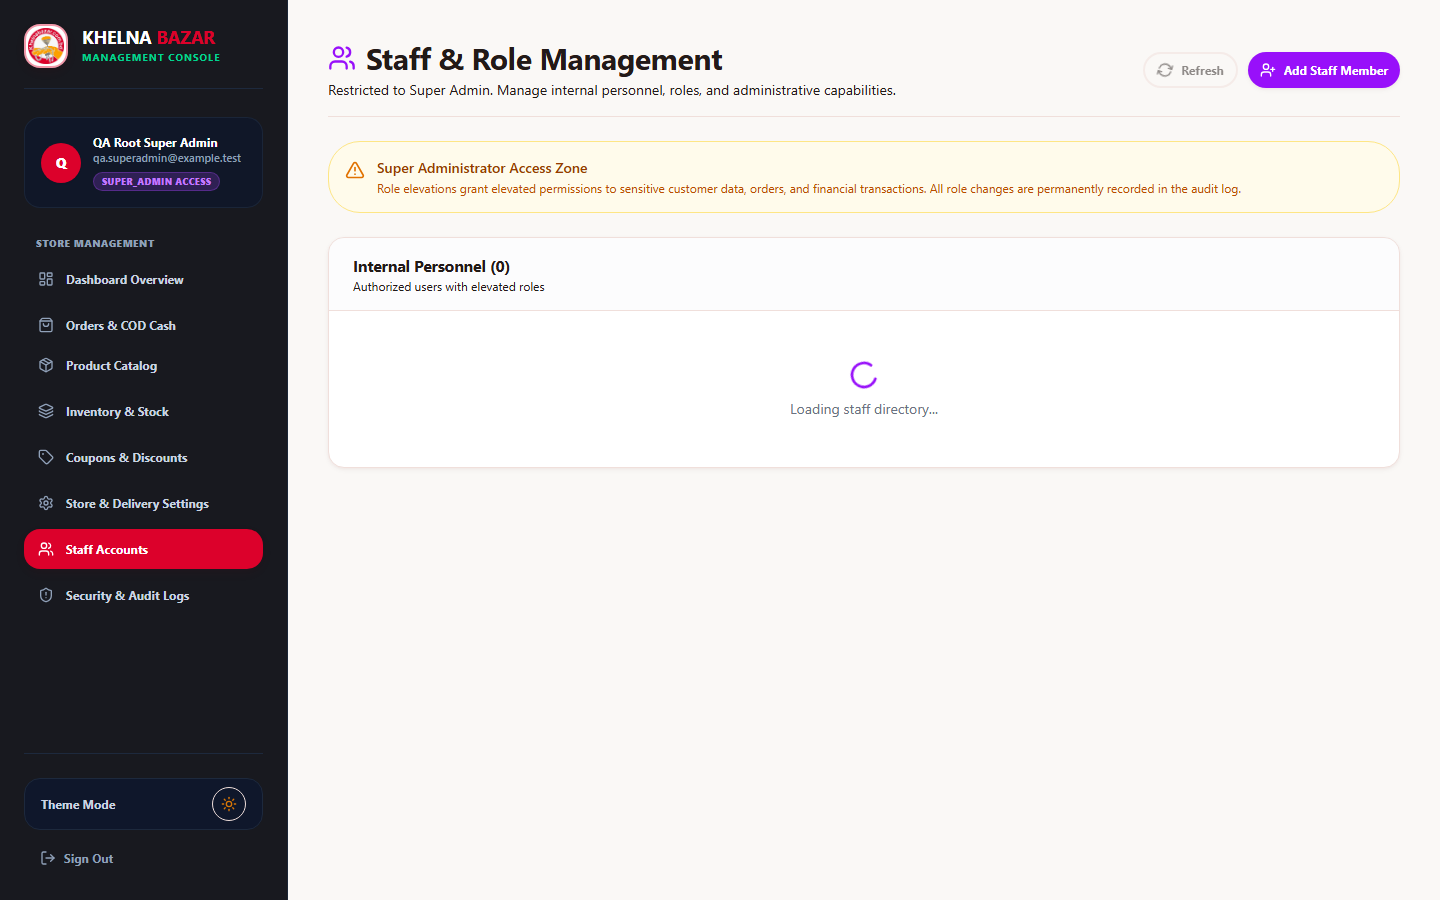 KHELNA BAZAR
MANAGEMENT CONSOLE
Q
QA Root Super Admin
qa.superadmin@example.test
SUPER_ADMIN ACCESS
STORE MANAGEMENT
Dashboard Overview
Orders & COD Cash
Product Catalog
Inventory & Stock
Coupons & Discounts
Store & Delivery Settings
Staff Accounts
Security & Audit Logs
Theme Mode
Sign Out
Staff & Role Management
Restricted to Super Admin. Manage internal personnel, roles, and administrative capabilities.
Refresh
Add Staff Member
Super Administrator Access Zone
Role elevations grant elevated permissions to sensitive customer data, orders, and financial transactions. All role changes are permanently recorded in the audit log.
Internal Personnel (0)
Authorized users with elevated roles
Loading staff directory...